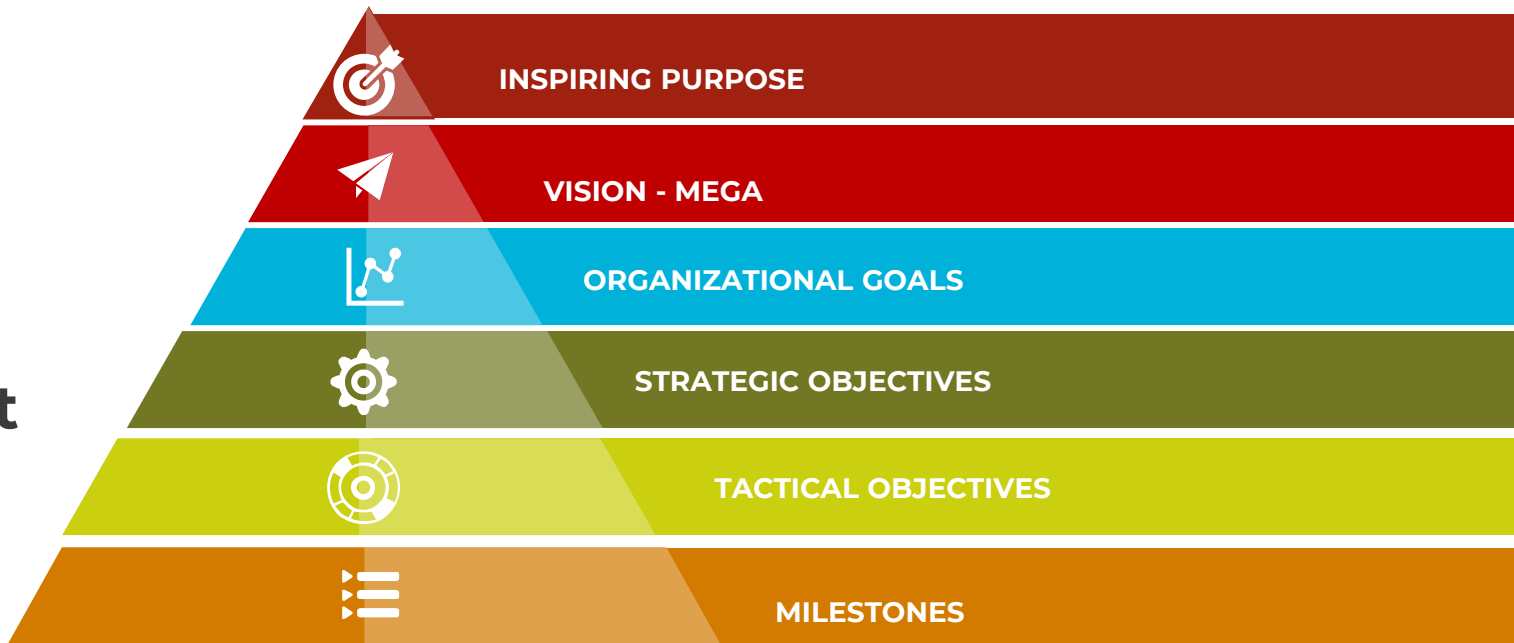 INSPIRING PURPOSE
VISION - MEGA
ORGANIZATIONAL GOALS
STRATEGIC OBJECTIVES
t
TACTICAL OBJECTIVES
MILESTONES